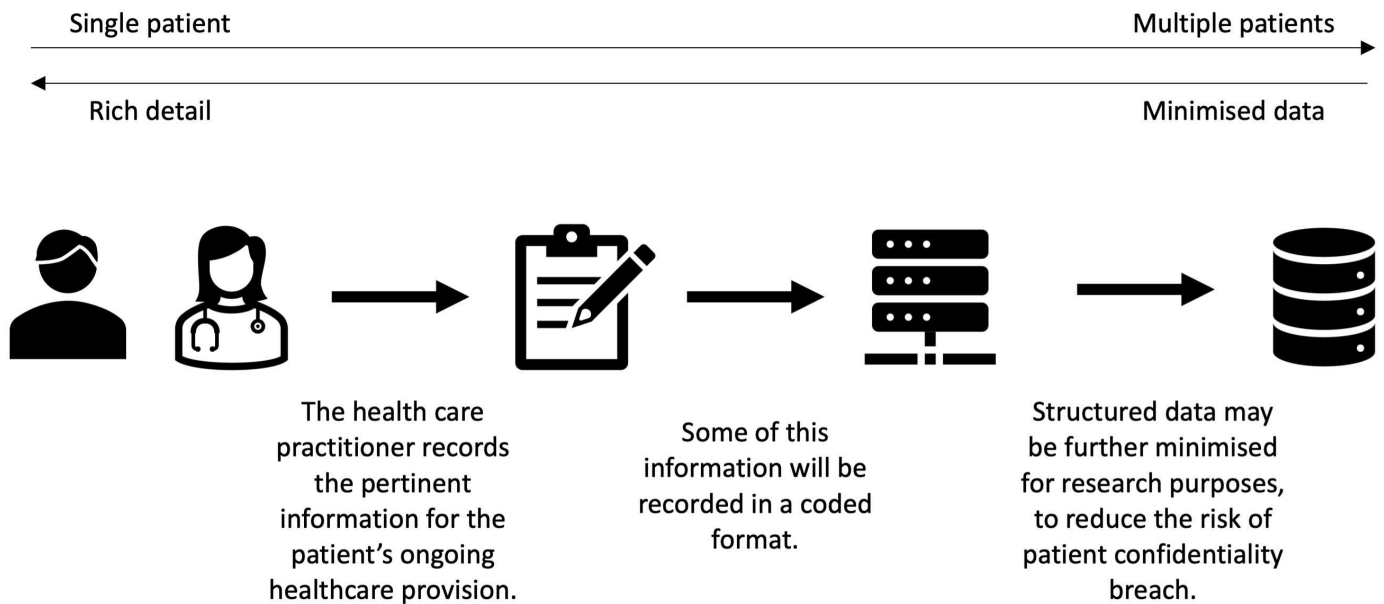 Single patient
Multiple patients
Rich detail
Minimised data
The health care
practitioner records
the pertinent
information for the
patient’s ongoing
healthcare provision.
Some of this
information will be
recorded in a coded
format.
Structured data may
be further minimised
for research purposes,
to reduce the risk of
patient confidentiality
breach.